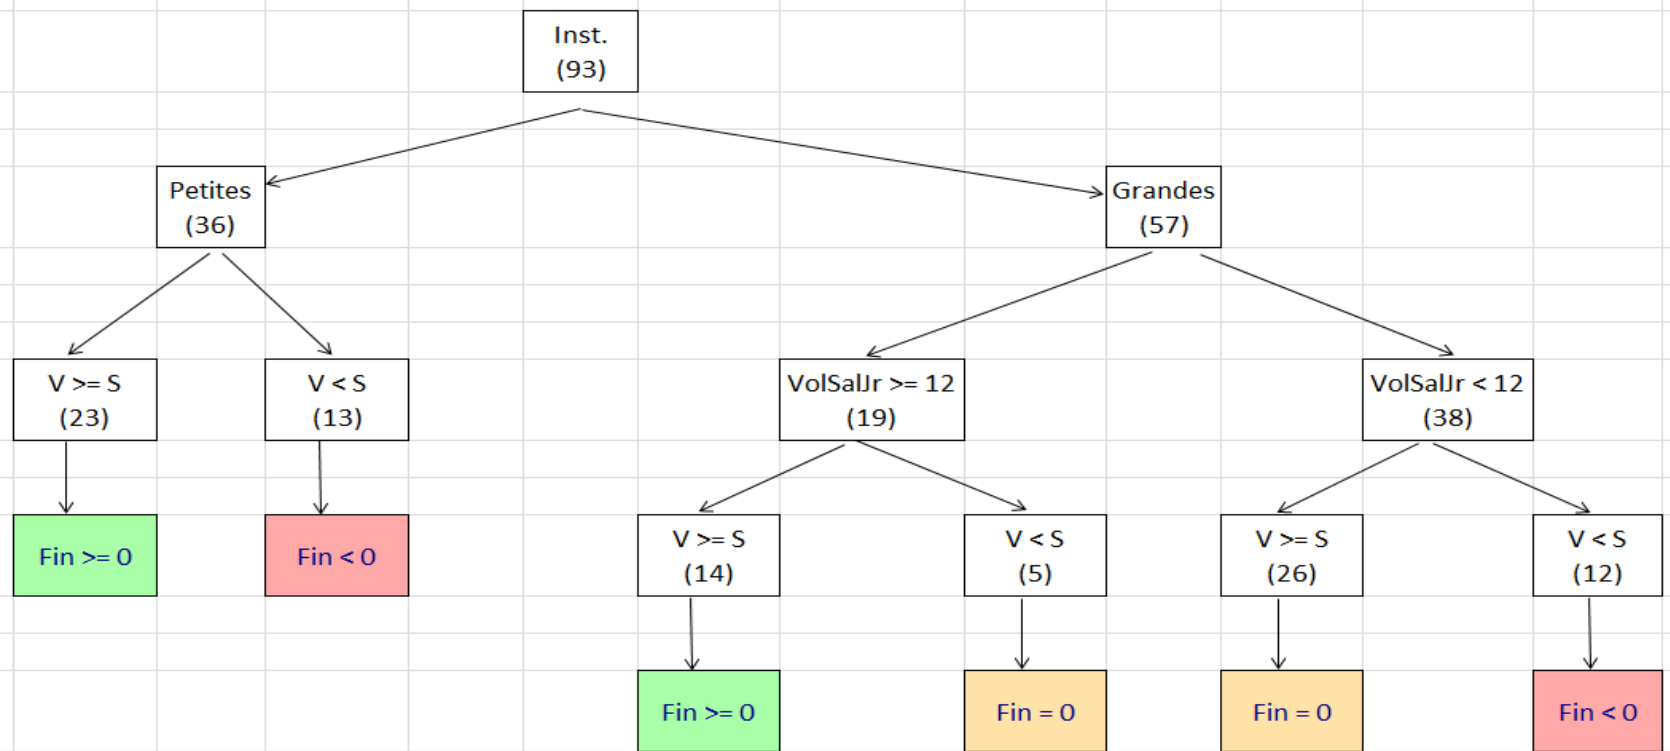 Inst.
(93)
Petites
(36)
Grandes
(57)
V >= S
(23)
V < S
(13)
VolSalJr >= 12
(19)
VolSalJr < 12
(38)
Fin >= 0
Fin < 0
V >= S
(14)
V < S
(5)
V >= S
(26)
V < S
(12)
Fin >= 0
Fin = 0
Fin = 0
Fin < 0